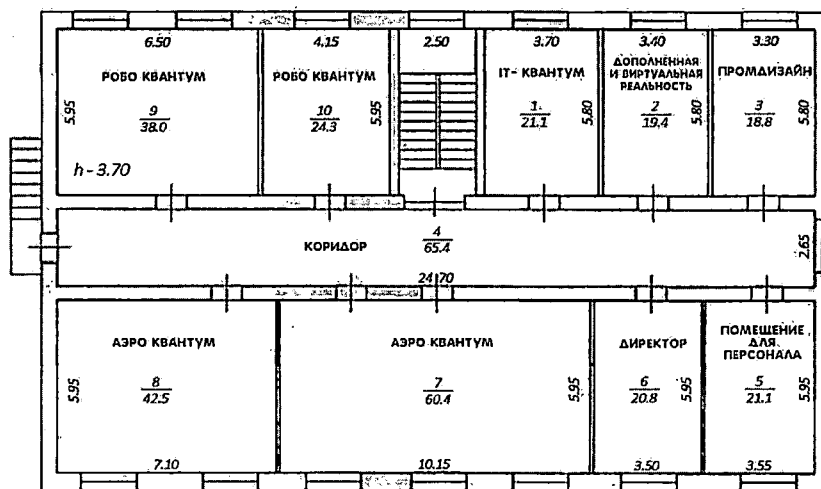 6.50
4.15
2.50
3.70
3.40
3.30
РОБО КВАНТУМ
РОБО КВАНТУМ
IT- КВАНТУМ
ДОПОЛНЕННАЯ
И ВИРТУАЛЬНАЯ
РЕАЛЬНОСТЬ
ПРОМДИЗАЙН
5.95
9
38.0
10
24.3
5.95
1
21.1
5.80
2
19.4
5.80
3
18.8
5.80
h-3.70
КОРИДОР
4
65.4
2.65
24.70
АЭРО КВАНТУМ
АЭРО КВАНТУМ
ДИРЕКТОР
ПОМЕЩЕНИЕ
ДЛЯ
ПЕРСОНАЛА
5.95
8
42.5
7
60.4
5.95
6
20.8
5.95
5
21.1
5.95
7.10
10.15
3.50
3.55